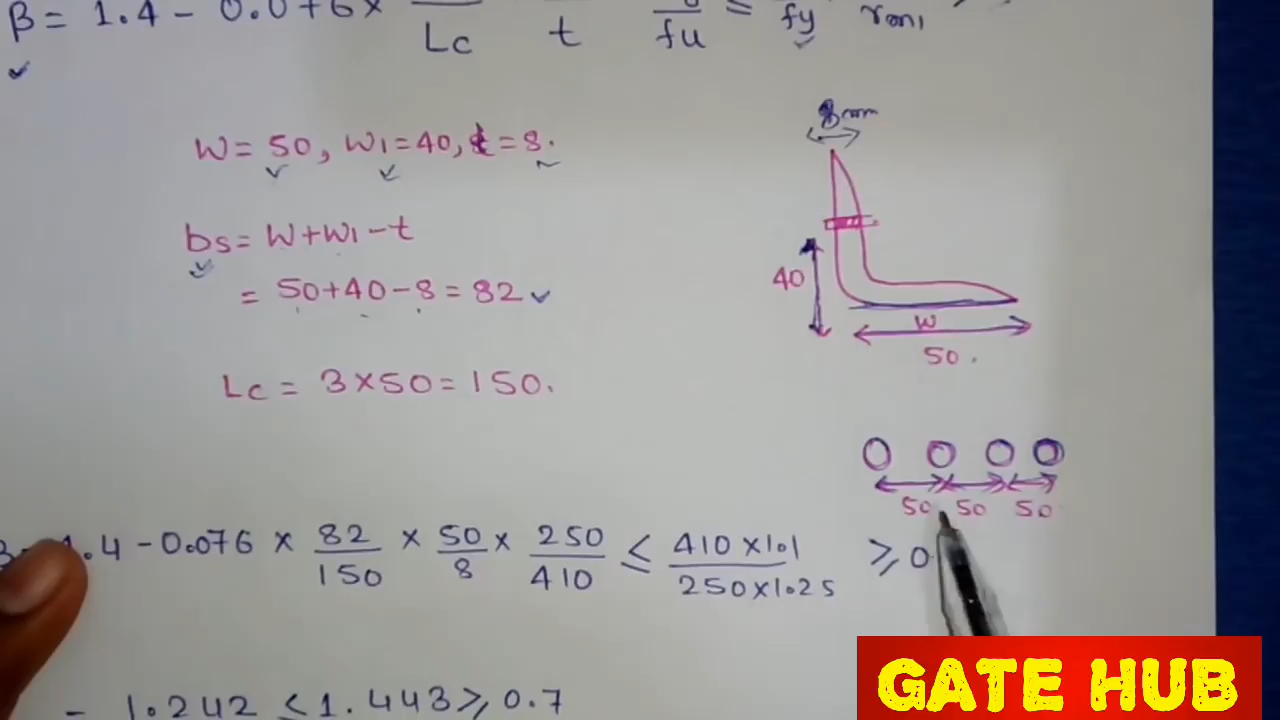 β = 1.4 - 0.076 × / Lc / t / fu = / fy
8mm
W = 50, W1 = 40, t = 8.
bs = W+W1-t
= 50+40-8 = 82
40
W
50.
Lc = 3×50 = 150.
50 50 50
1.4 - 0.076 × 82/150 × 50/8 × 250/410 ≤ 410×1.1/250×1.25 ≥ 0
= 1.242 ≤ 1.443 ≥ 0.7
GATE HUB